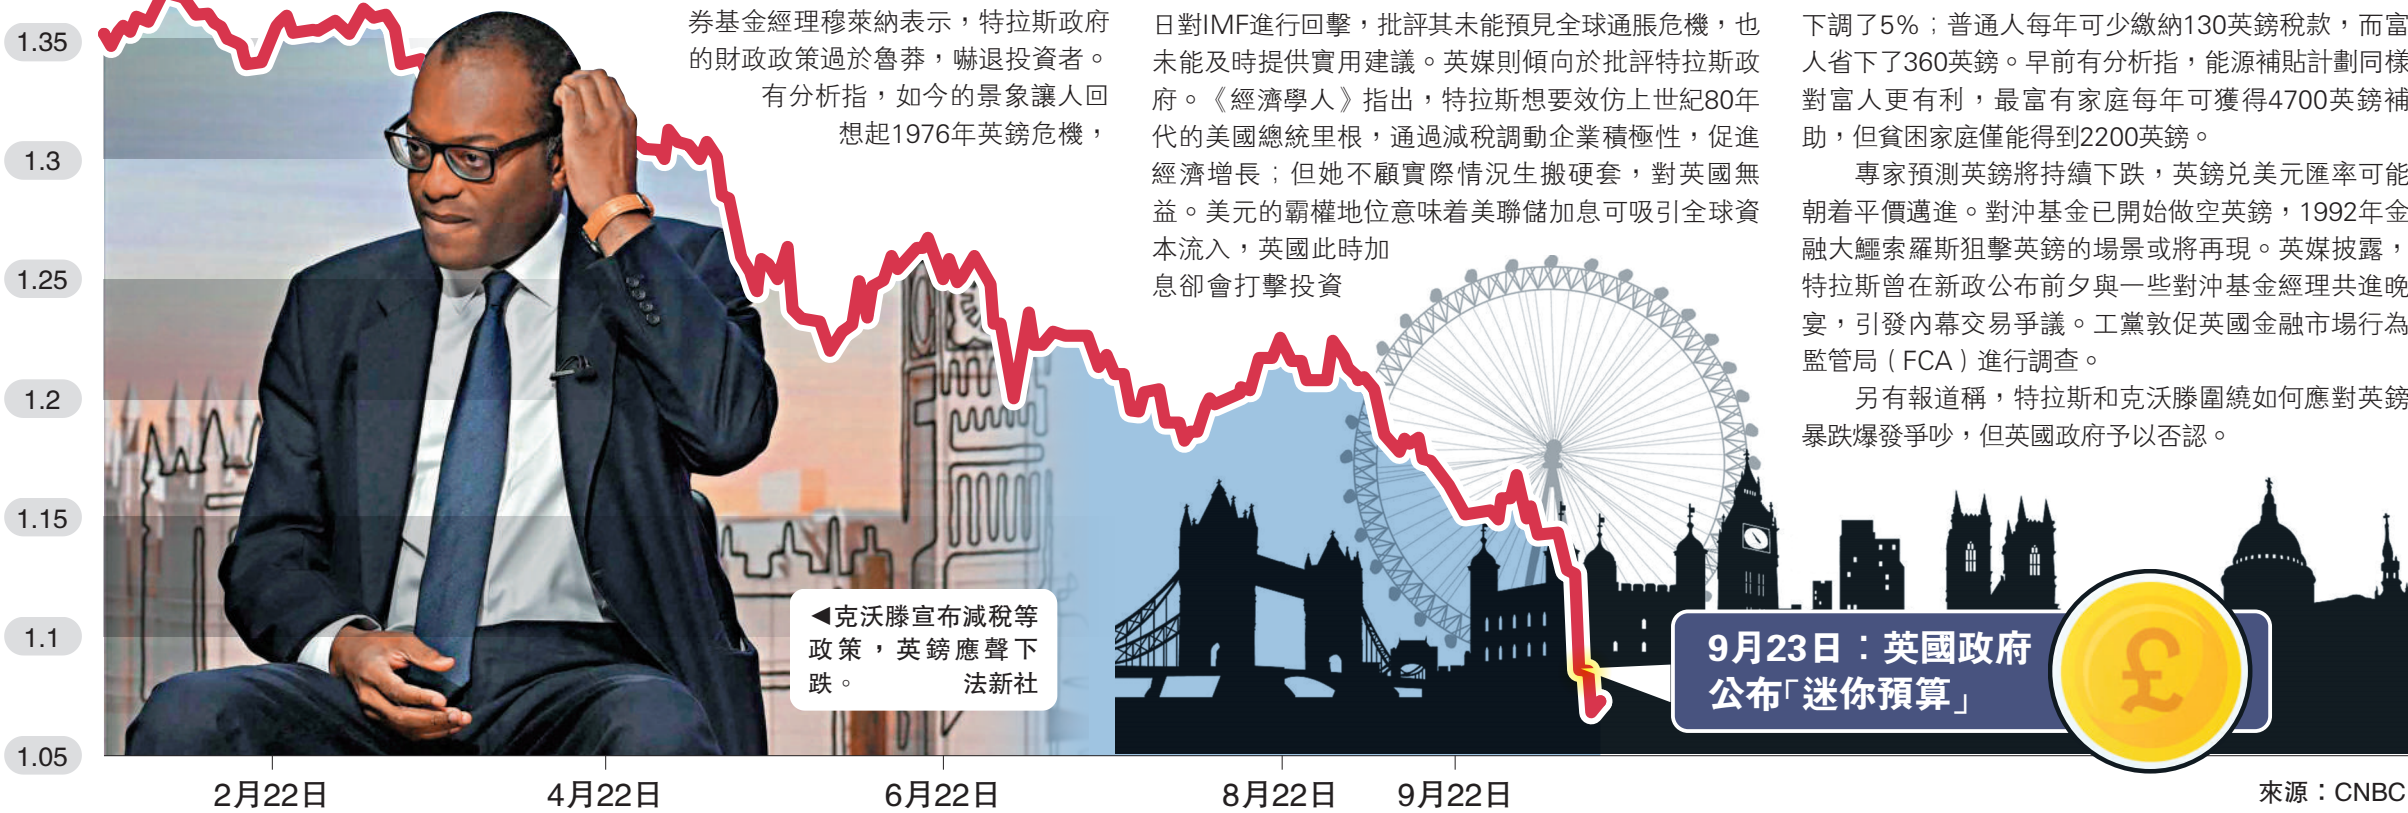 券基金經理穆萊納表示，特拉斯政府
的財政政策過於魯莽，嚇退投資者。
有分析指，如今的景象讓人回
想起1976年英鎊危機，
日對IMF進行回擊，批評其未能預見全球通脹危機，也
未能及時提供實用建議。英媒則傾向於批評特拉斯政
府。《經濟學人》指出，特拉斯想要效仿上世紀80年
代的美國總統里根，通過減稅調動企業積極性，促進
經濟增長；但她不顧實際情況生搬硬套，對英國無
益。美元的霸權地位意味着美聯儲加息可吸引全球資
本流入，英國此時加
息卻會打擊投資
下調了5%；普通人每年可少繳納130英鎊稅款，而富
人省下了360英鎊。早前有分析指，能源補貼計劃同樣
對富人更有利，最富有家庭每年可獲得4700英鎊補
助，但貧困家庭僅能得到2200英鎊。
專家預測英鎊將持續下跌，英鎊兌美元匯率可能
朝着平價邁進。對沖基金已開始做空英鎊，1992年金
融大鱷索羅斯狙擊英鎊的場景或將再現。英媒披露，
特拉斯曾在新政公布前夕與一些對沖基金經理共進晚
宴，引發內幕交易爭議。工黨敦促英國金融市場行為
監管局（FCA）進行調查。
另有報道稱，特拉斯和克沃滕圍繞如何應對英鎊
暴跌爆發爭吵，但英國政府予以否認。
1.35
1.3
1.25
1.2
1.15
1.1
1.05
◀克沃滕宣布減稅等
政策，英鎊應聲下
跌。 法新社
9月23日：英國政府
公布「迷你預算」
£
2月22日
4月22日
6月22日
8月22日
9月22日
來源：CNBC